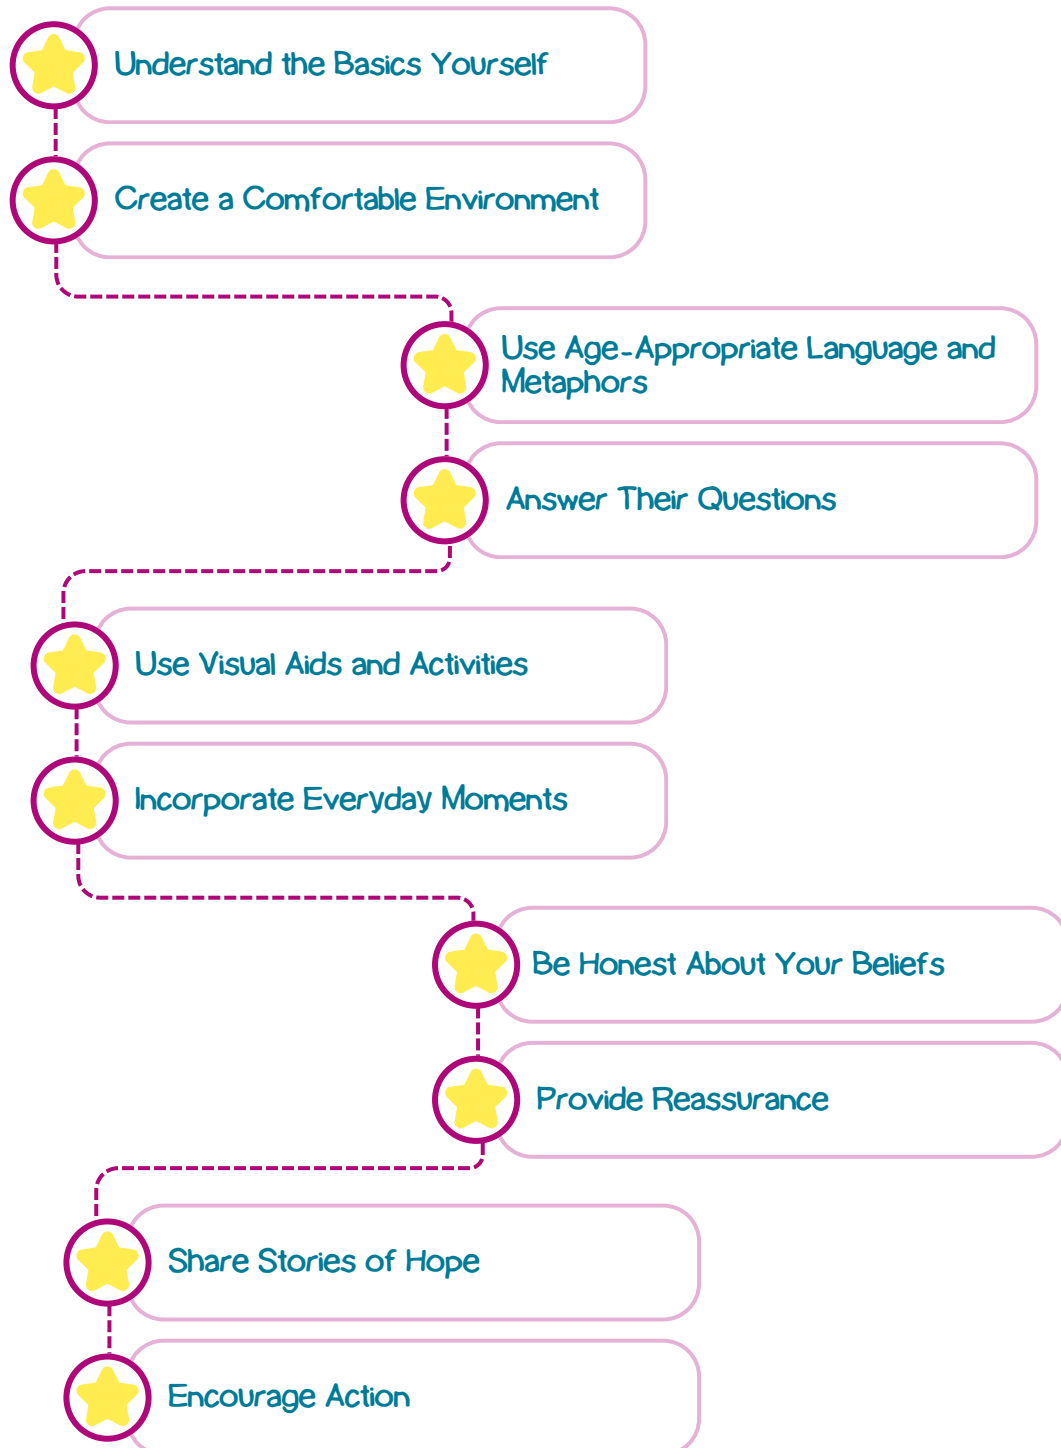 Understand the Basics Yourself
Create a Comfortable Environment
Use Age-Appropriate Language and
Metaphors
Answer Their Questions
Use Visual Aids and Activities
Incorporate Everyday Moments
Be Honest About Your Beliefs
Provide Reassurance
Share Stories of Hope
Encourage Action